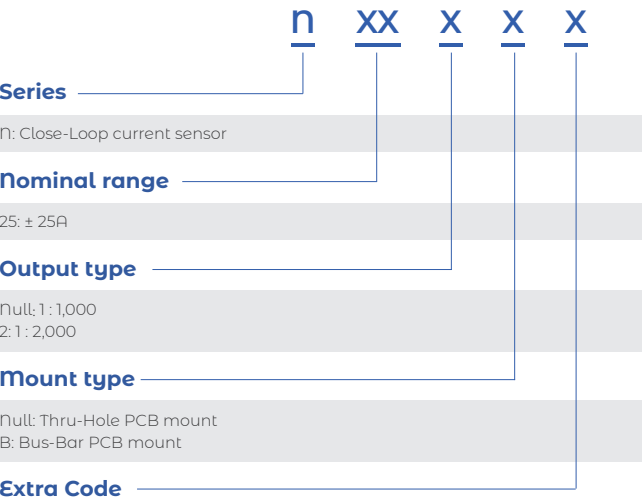 n xx x x x
Series
N: Close-Loop current sensor
Nominal range
25: ± 25A
Output type
Null: 1 : 1,000
2: 1 : 2,000
Mount type
Null: Thru-Hole PCB mount
B: Bus-Bar PCB mount
Extra Code